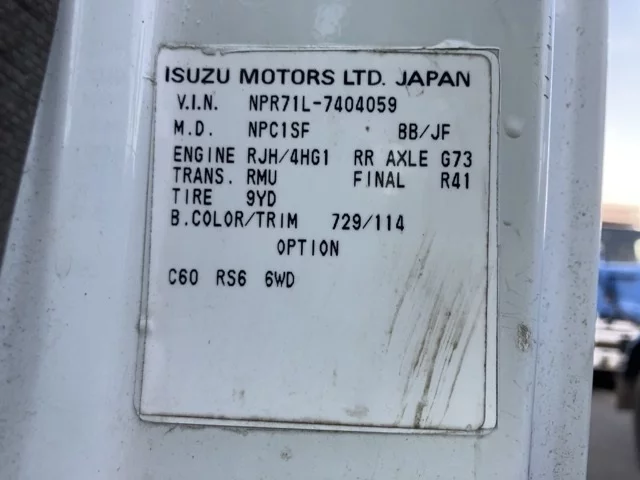 ISUZU MOTORS LTD. JAPAN
V.I.N. NPR71L-7404059
M.D. NPC1SF BB/JF
ENGINE RJH/4HG1 RR AXLE G73
TRANS. RMU FINAL R41
TIRE 9YD
B.COLOR/TRIM 729/114
OPTION
C60 RS6 6WD